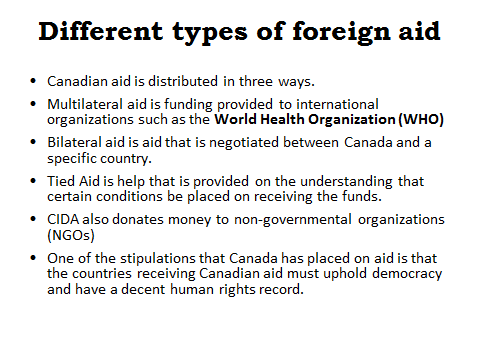 Different types of foreign aid
• Canadian aid is distributed in three ways.
• Multilateral aid is funding provided to international
organizations such as the World Health Organization (WHO)
• Bilateral aid is aid that is negotiated between Canada and a
specific country.
• Tied Aid is help that is provided on the understanding that
certain conditions be placed on receiving the funds.
• CIDA also donates money to non-governmental organizations
(NGOs)
• One of the stipulations that Canada has placed on aid is that
the countries receiving Canadian aid must uphold democracy
and have a decent human rights record.